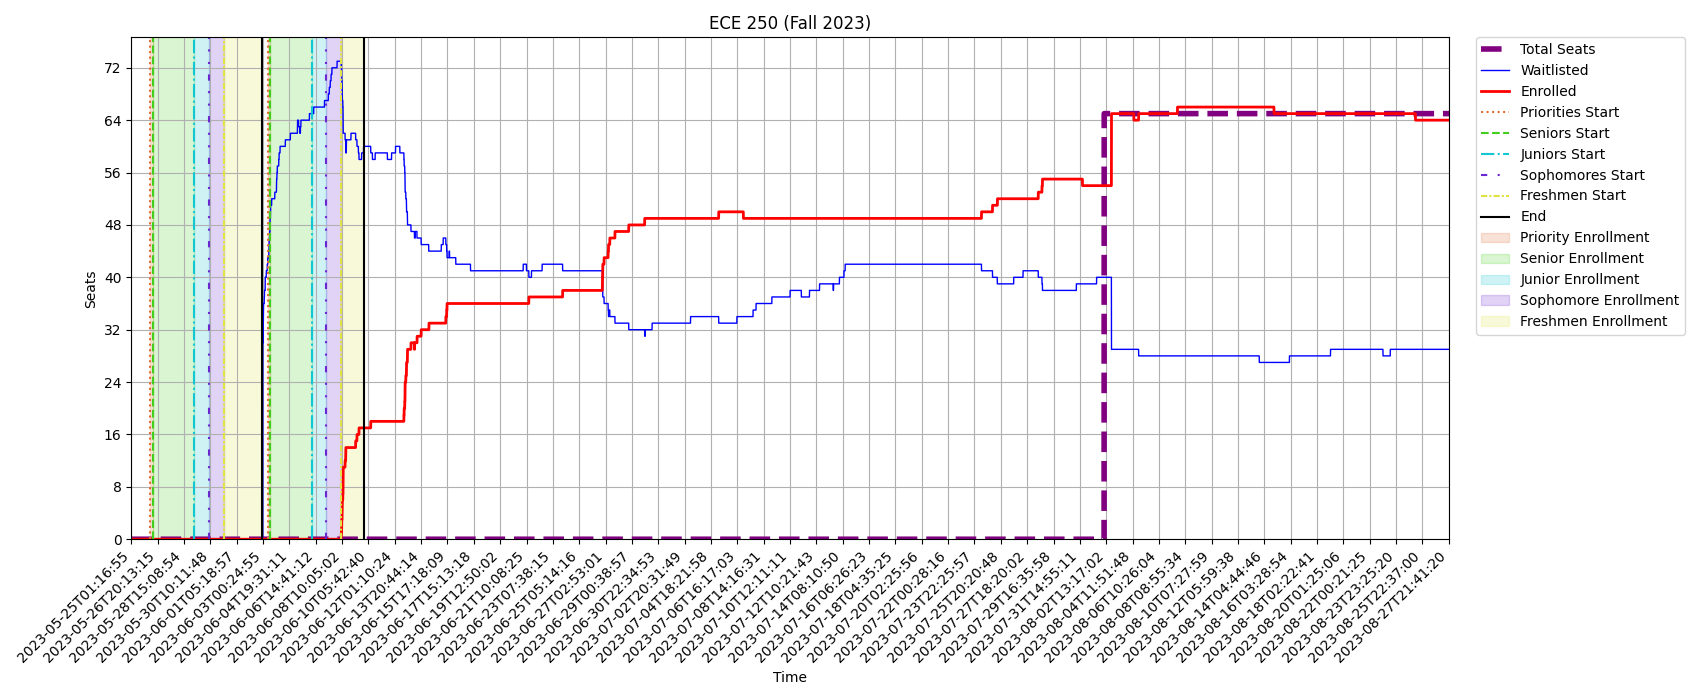 ECE 250 (Fall 2023)
Seats
72
64
56
48
40
32
24
16
8
0
2023-05-25T01:16:55
2023-05-26T20:13:15
2023-05-28T15:08:54
2023-05-30T10:11:48
2023-06-01T05:18:57
2023-06-03T00:24:55
2023-06-04T19:31:11
2023-06-06T14:41:12
2023-06-08T10:05:02
2023-06-10T05:42:40
2023-06-12T01:10:24
2023-06-13T20:44:14
2023-06-15T17:18:09
2023-06-17T15:13:18
2023-06-19T12:50:02
2023-06-21T10:08:25
2023-06-23T07:38:15
2023-06-25T05:14:16
2023-06-27T02:53:01
2023-06-29T00:38:57
2023-06-30T22:34:53
2023-07-02T20:31:49
2023-07-04T18:21:58
2023-07-06T16:17:03
2023-07-08T14:16:31
2023-07-10T12:11:11
2023-07-12T10:21:43
2023-07-14T08:10:50
2023-07-16T06:26:23
2023-07-18T04:35:25
2023-07-20T02:25:56
2023-07-22T00:28:16
2023-07-23T22:25:57
2023-07-25T20:20:48
2023-07-27T18:20:02
2023-07-29T16:35:58
2023-07-31T14:55:11
2023-08-02T13:17:02
2023-08-04T11:51:48
2023-08-06T10:26:04
2023-08-08T08:55:34
2023-08-10T07:27:59
2023-08-12T05:59:38
2023-08-14T04:44:46
2023-08-16T03:28:54
2023-08-18T02:22:41
2023-08-20T01:25:06
2023-08-22T00:21:25
2023-08-23T23:25:20
2023-08-25T22:37:00
2023-08-27T21:41:20
Time
Total Seats
Waitlisted
Enrolled
Priorities Start
Seniors Start
Juniors Start
Sophomores Start
Freshmen Start
End
Priority Enrollment
Senior Enrollment
Junior Enrollment
Sophomore Enrollment
Freshmen Enrollment